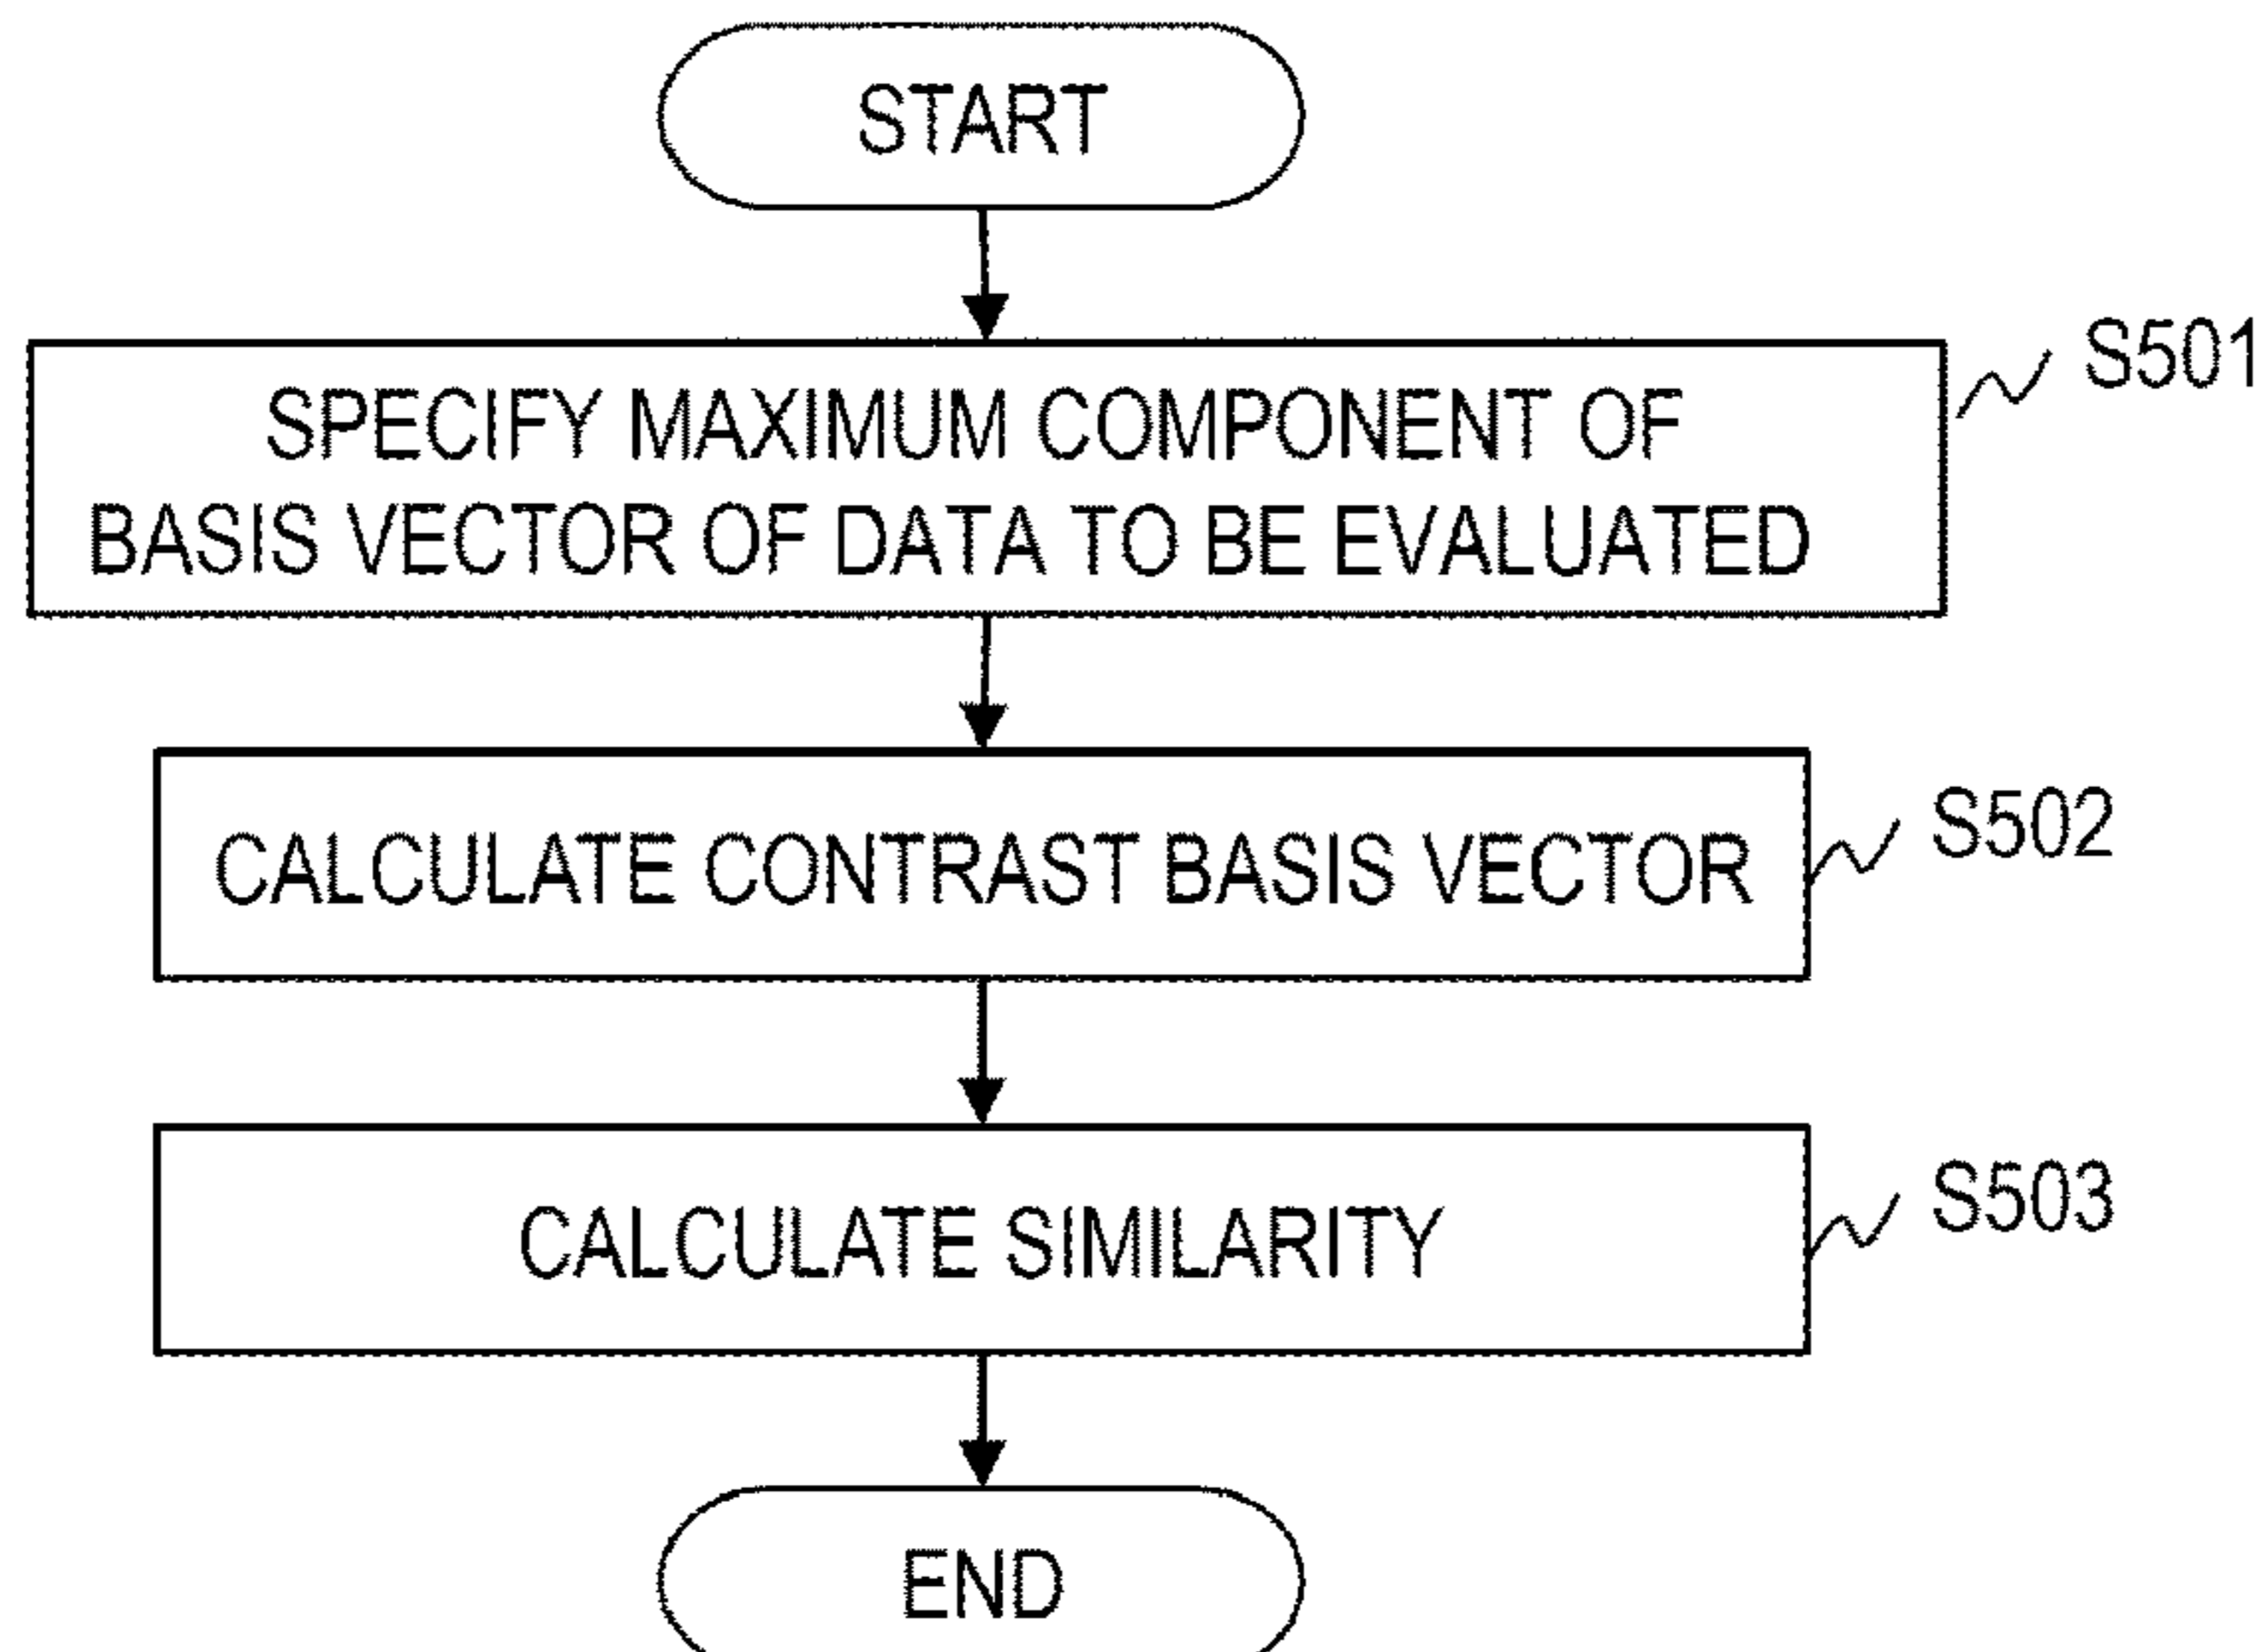 START
S501
SPECIFY MAXIMUM COMPONENT OF
BASIS VECTOR OF DATA TO BE EVALUATED
S502
CALCULATE CONTRAST BASIS VECTOR
S503
CALCULATE SIMILARITY
END